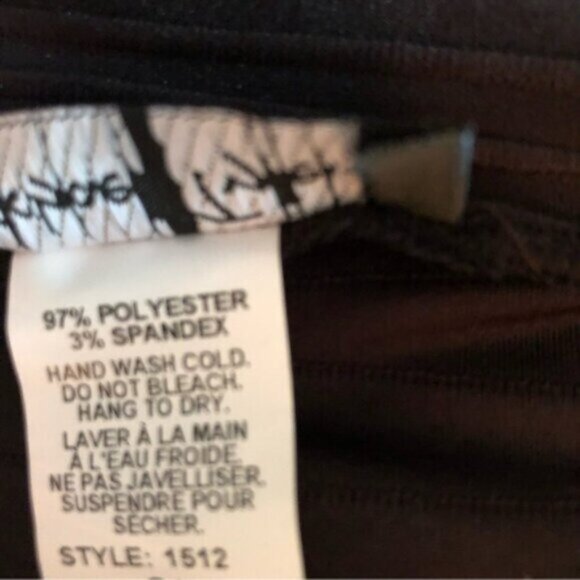 97% POLYESTER
3% SPANDEX
HAND WASH COLD.
DO NOT BLEACH.
HANG TO DRY.
LAVER À LA MAIN
À L'EAU FROIDE.
NE PAS JAVELLISER.
SUSPENDRE POUR
SÉCHER.
STYLE: 1512